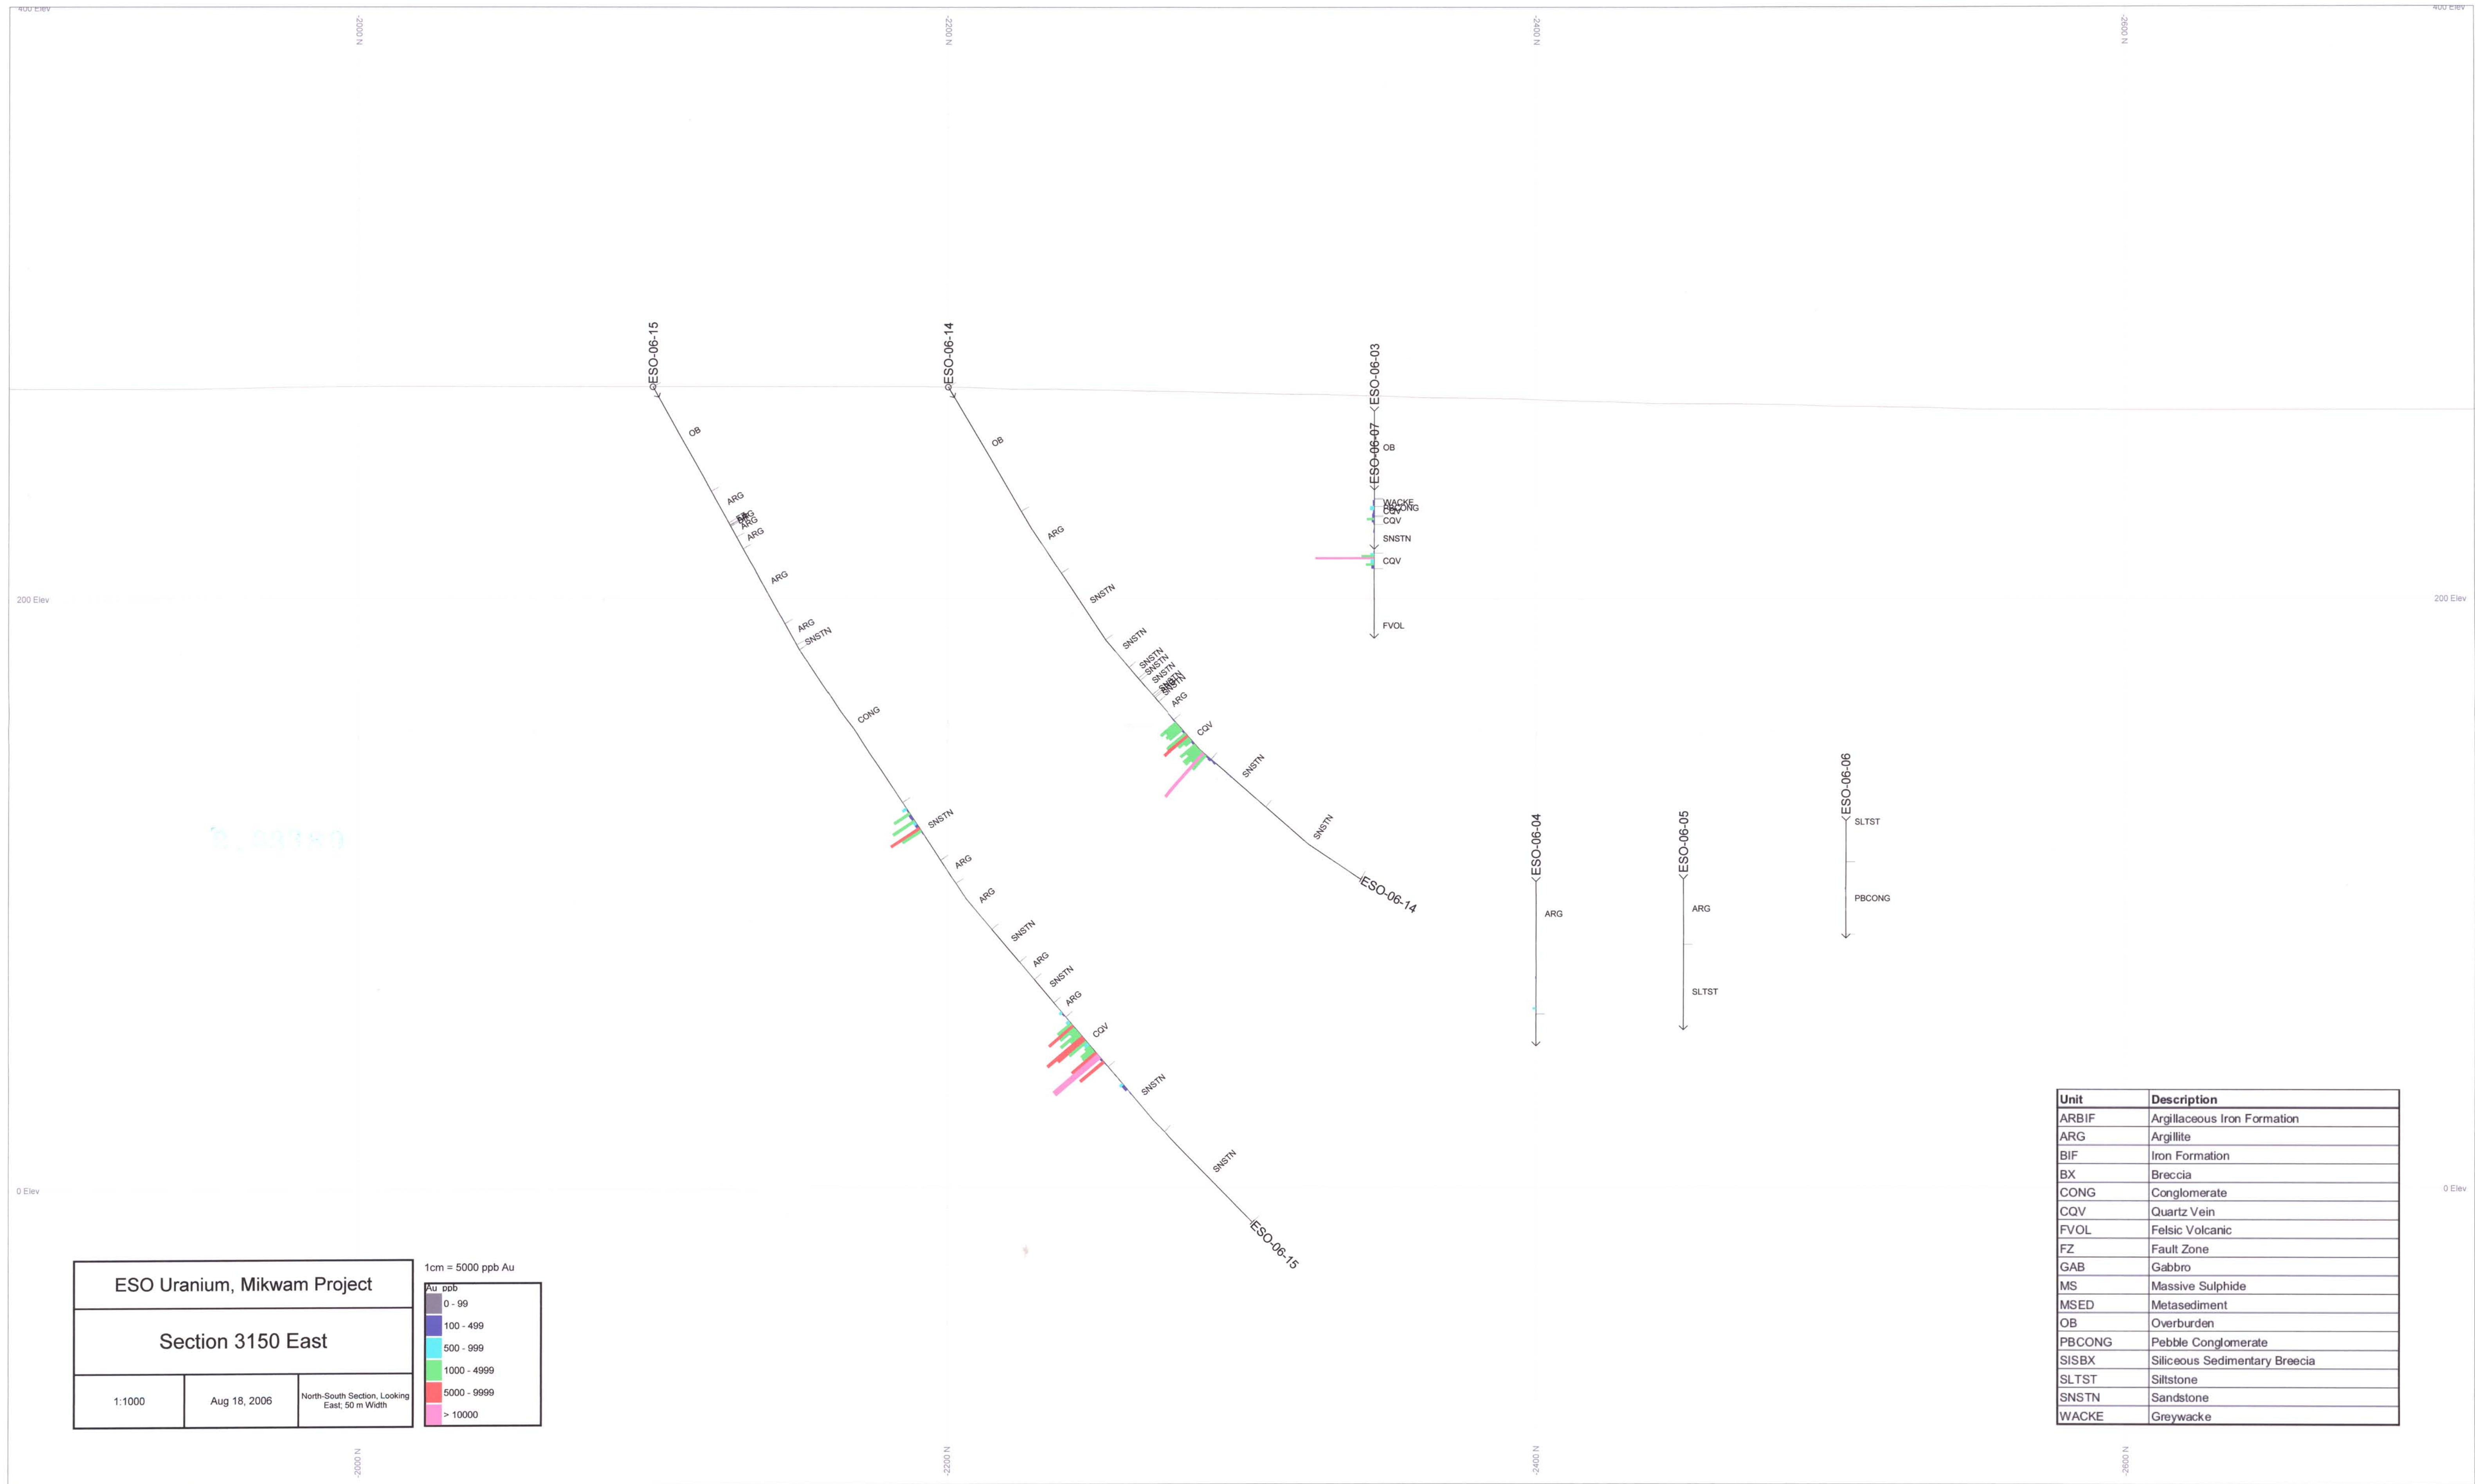 400 Elev
-2000 N
-2200 N
-2400 N
-2600 N
400 Elev
ESO-06-15
ESO-06-14
ESO-06-03
ESO-06-07
OB
ARG
ARG
ARG
ARG
ARG
ARG
SNSTN
CONG
SNSTN
ARG
ARG
SNSTN
ARG
SNSTN
ARG
CQV
SNSTN
SNSTN
ESO-06-15
OB
ARG
SNSTN
SNSTN
SNSTN
SNSTN
SNSTN
SNSTN
SNSTN
ARG
CQV
SNSTN
SNSTN
ESO-06-14
OB
WACKE
PBCONG
CQV
CQV
SNSTN
CQV
FVOL
200 Elev
200 Elev
ESO-06-04
ARG
ESO-06-05
ARG
SLTST
ESO-06-06
SLTST
PBCONG
0 Elev
0 Elev
ESO Uranium, Mikwam Project
Section 3150 East
1:1000
Aug 18, 2006
North-South Section, Looking
East; 50 m Width
1cm = 5000 ppb Au
Au ppb
0 - 99
100 - 499
500 - 999
1000 - 4999
5000 - 9999
> 10000
Unit Description
ARBIF Argillaceous Iron Formation
ARG Argillite
BIF Iron Formation
BX Breccia
CONG Conglomerate
CQV Quartz Vein
FVOL Felsic Volcanic
FZ Fault Zone
GAB Gabbro
MS Massive Sulphide
MSED Metasediment
OB Overburden
PBCONG Pebble Conglomerate
SISBX Siliceous Sedimentary Breecia
SLTST Siltstone
SNSTN Sandstone
WACKE Greywacke
-2000 N
-2200 N
-2400 N
-2600 N